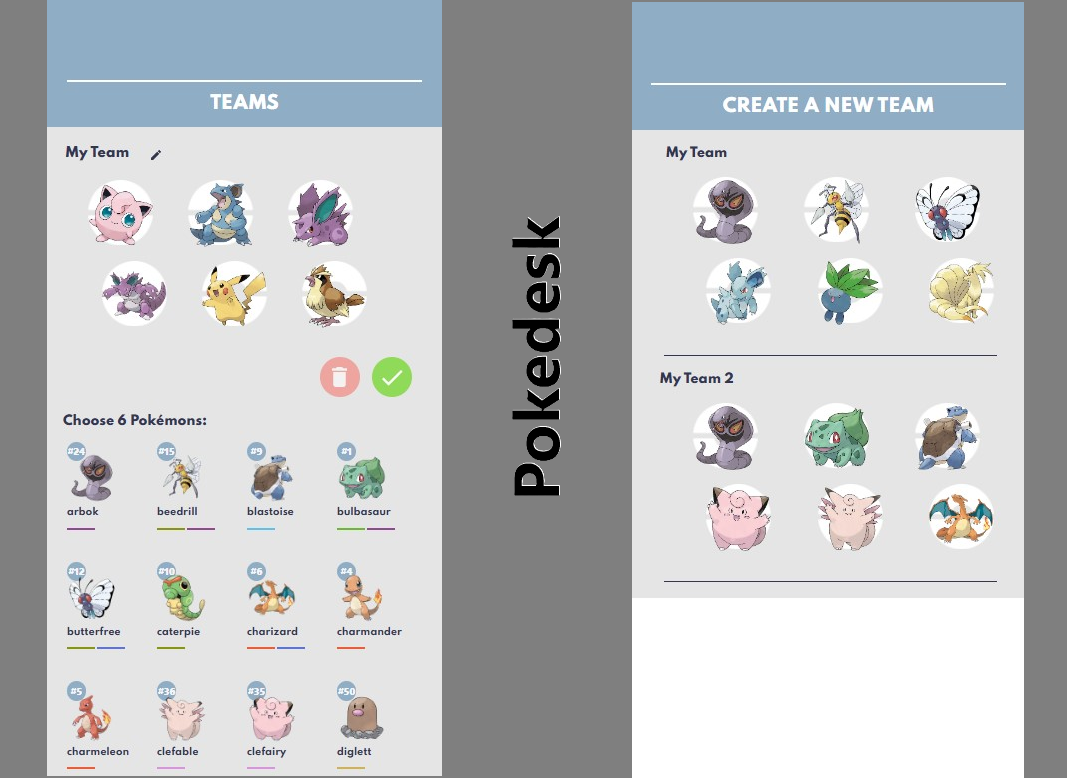 TEAMS
My Team
Choose 6 Pokémons:
#24 #15 #9 #1
arbok beedrill blastoise bulbasaur
#12 #10 #6 #4
butterfree caterpie charizard charmander
#5 #36 #35 #50
charmeleon clefable clefairy diglett
Pokedesk
CREATE A NEW TEAM
My Team
My Team 2